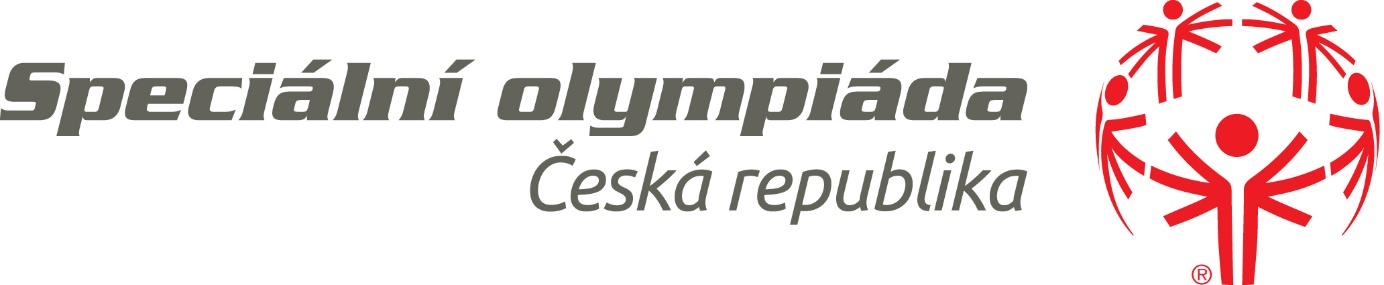 Speciální olympiáda
Česká republika
®